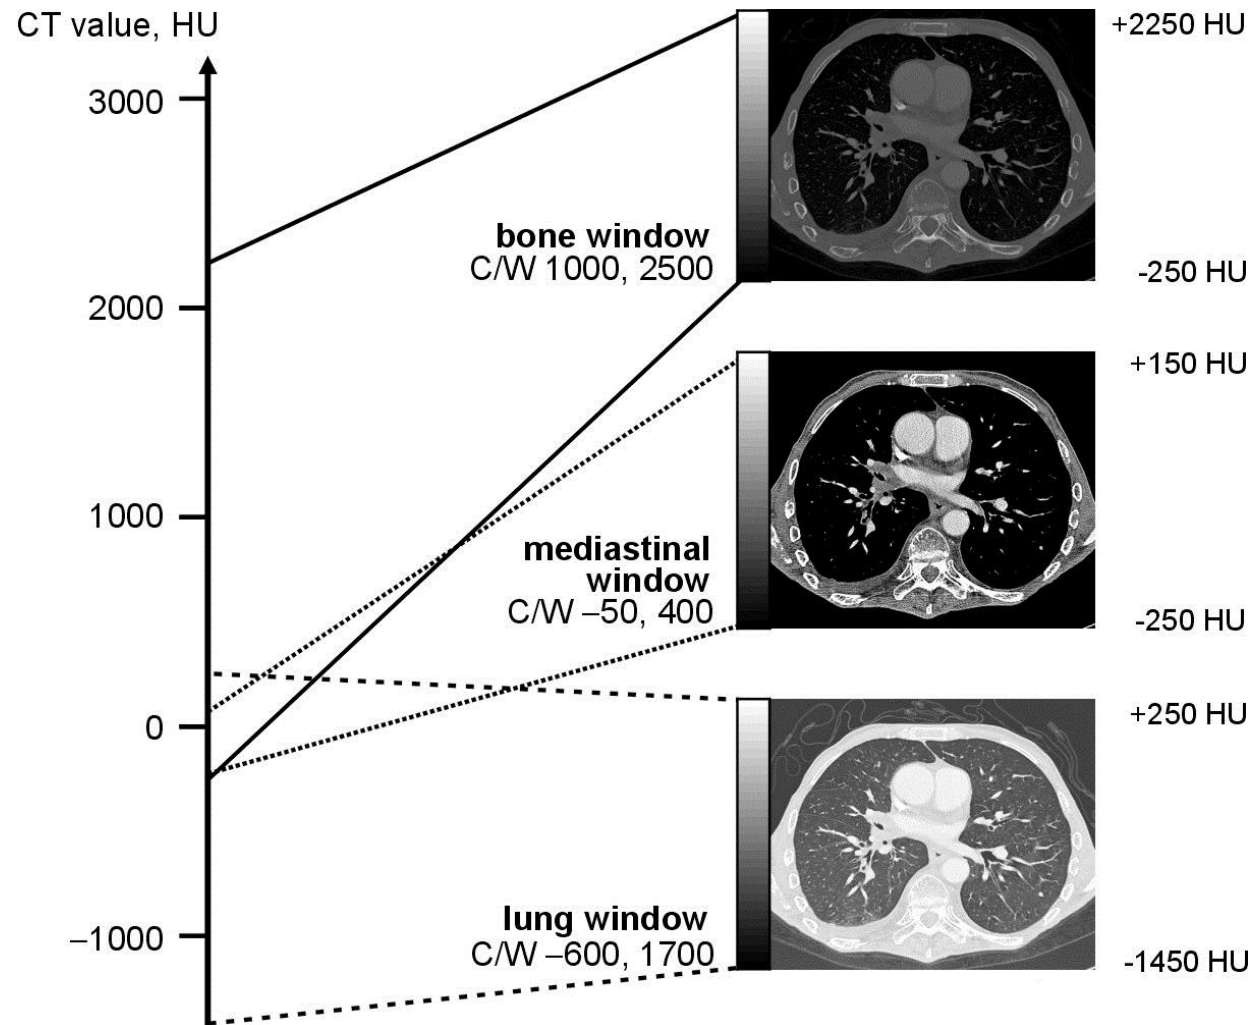 CT value, HU
3000
2000
1000
0
–1000
bone window
C/W 1000, 2500
mediastinal
window
C/W –50, 400
lung window
C/W –600, 1700
+2250 HU
-250 HU
+150 HU
-250 HU
+250 HU
-1450 HU